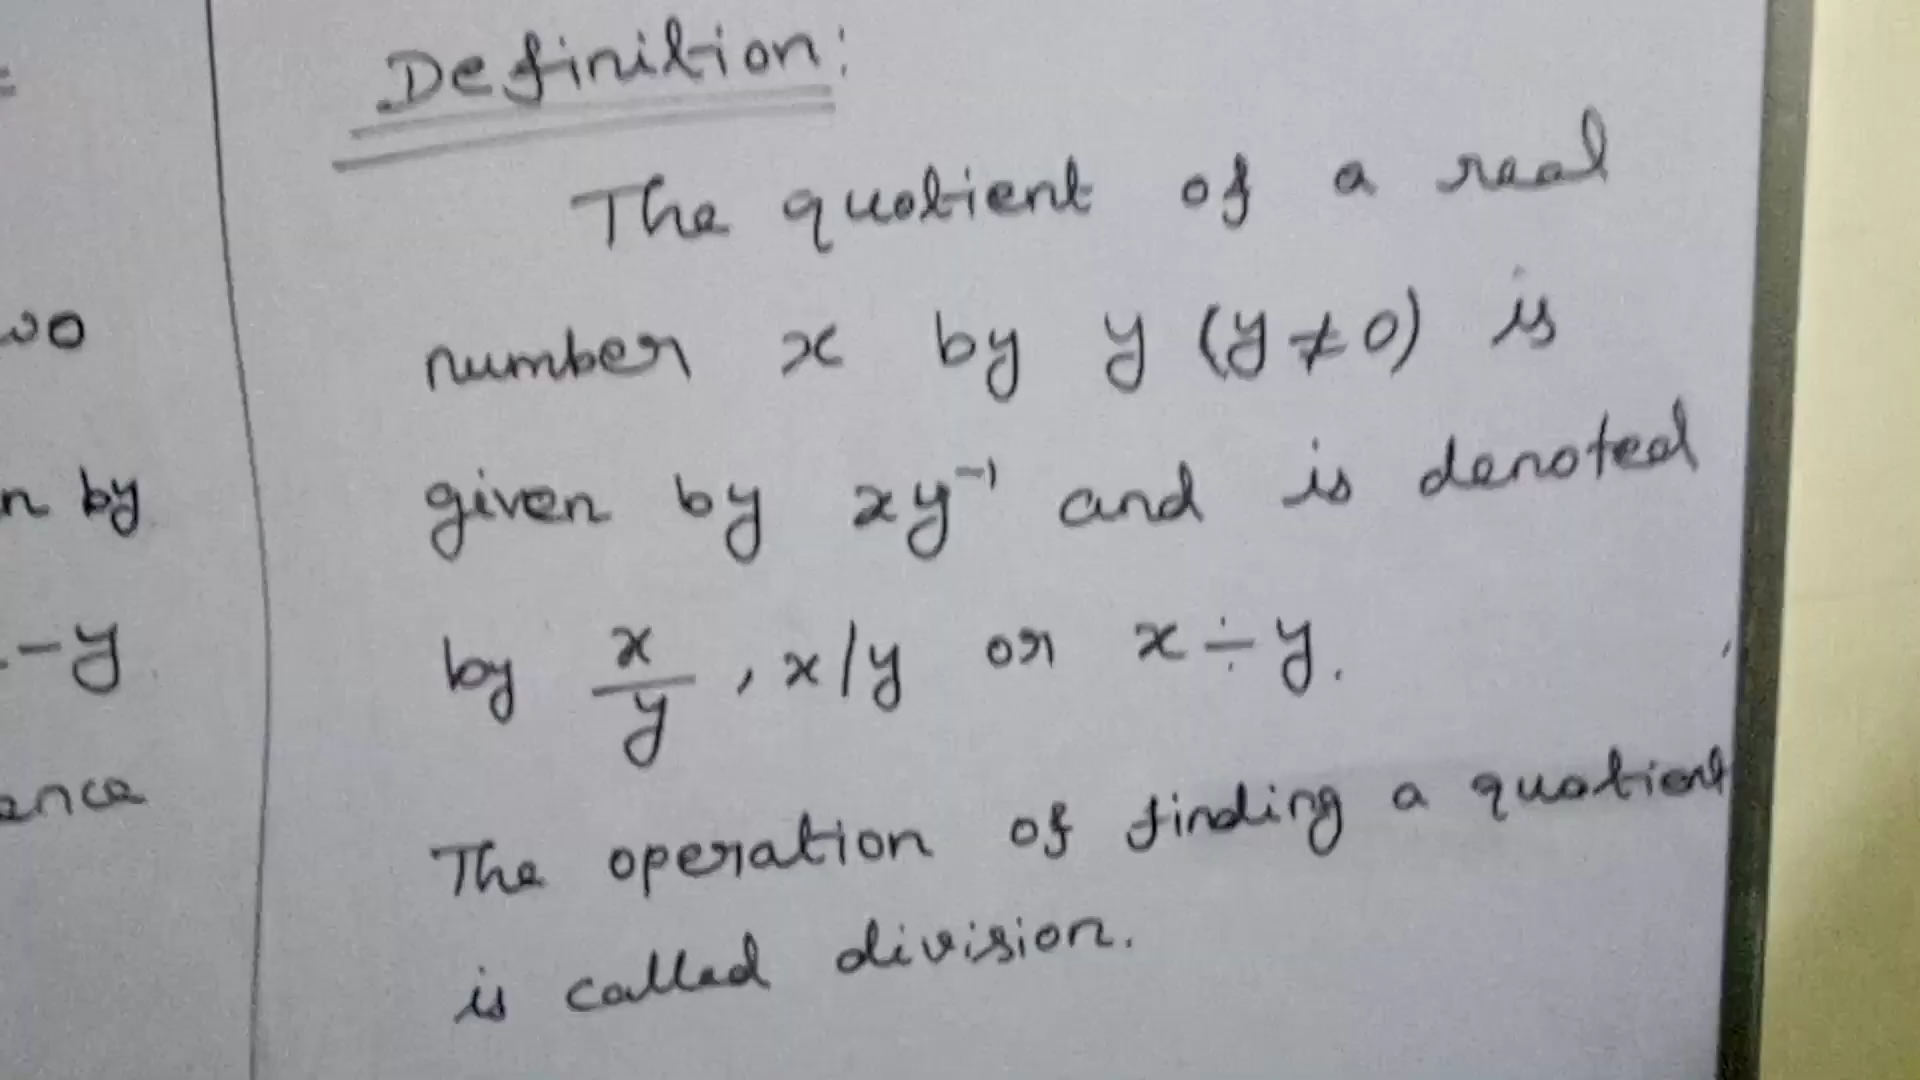 Definition:
The quotient of a real
number x by y (y ≠ 0) is
given by xy⁻¹ and is denoted
by x/y , x/y or x ÷ y.
The operation of finding a quotient
is called division.
n by
-y